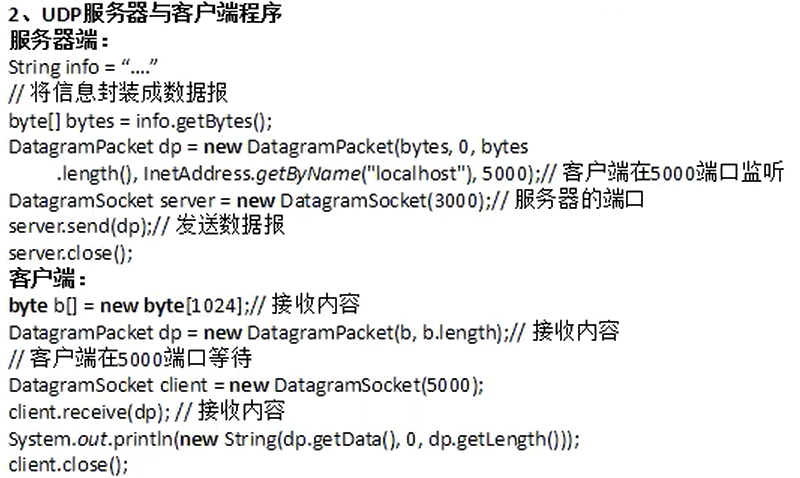 2、UDP服务器与客户端程序
服务器端：
String info = “....”
// 将信息封装成数据报
byte[] bytes = info.getBytes();
DatagramPacket dp = new DatagramPacket(bytes, 0, bytes
.length(), InetAddress.getByName("localhost"), 5000);// 客户端在5000端口监听
DatagramSocket server = new DatagramSocket(3000);// 服务器的端口
server.send(dp);// 发送数据报
server.close();
客户端：
byte b[] = new byte[1024];// 接收内容
DatagramPacket dp = new DatagramPacket(b, b.length);// 接收内容
// 客户端在5000端口等待
DatagramSocket client = new DatagramSocket(5000);
client.receive(dp); // 接收内容
System.out.println(new String(dp.getData(), 0, dp.getLength()));
client.close();